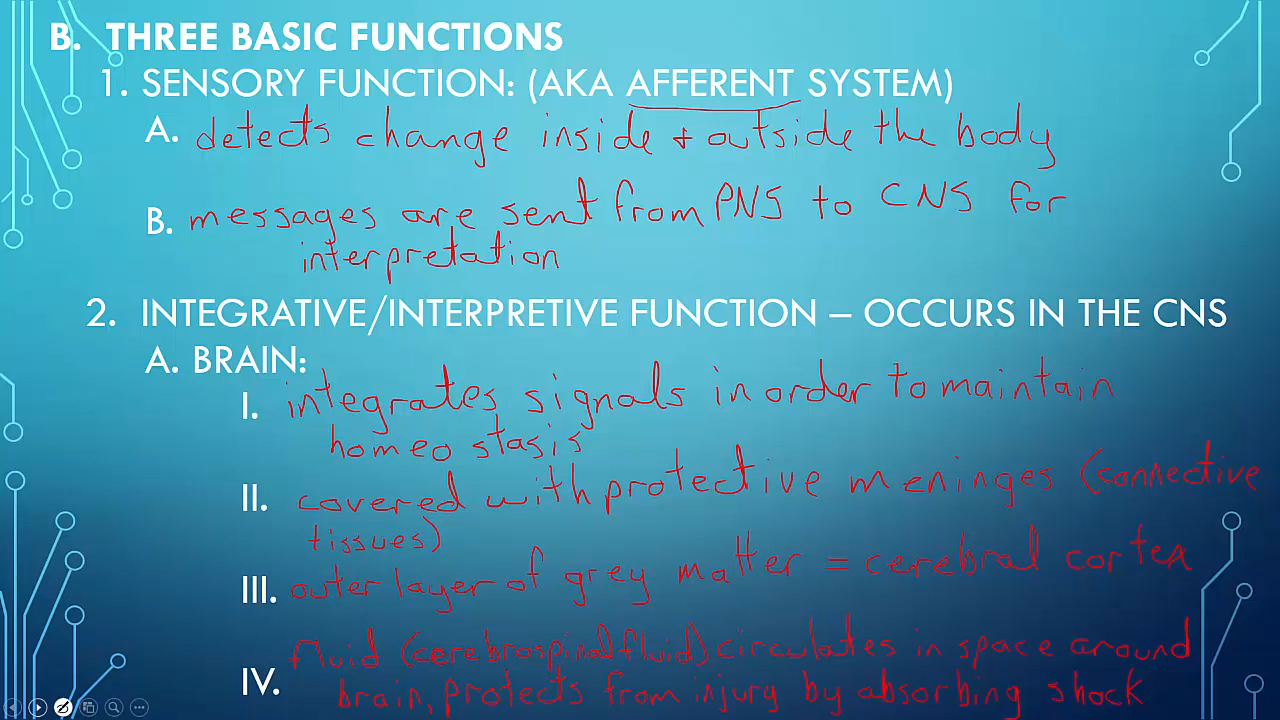 B. THREE BASIC FUNCTIONS
1. SENSORY FUNCTION: (AKA AFFERENT SYSTEM)
A. detects change inside + outside the body
B. messages are sent from PNS to CNS for
interpretation
2. INTEGRATIVE/INTERPRETIVE FUNCTION – OCCURS IN THE CNS
A. BRAIN:
I. integrates signals in order to maintain
homeostasis
II. covered with protective meninges (connective
tissues)
III. outer layer of grey matter = cerebral cortex
IV. fluid (cerebrospinal fluid) circulates in space around
brain, protects from injury by absorbing shock